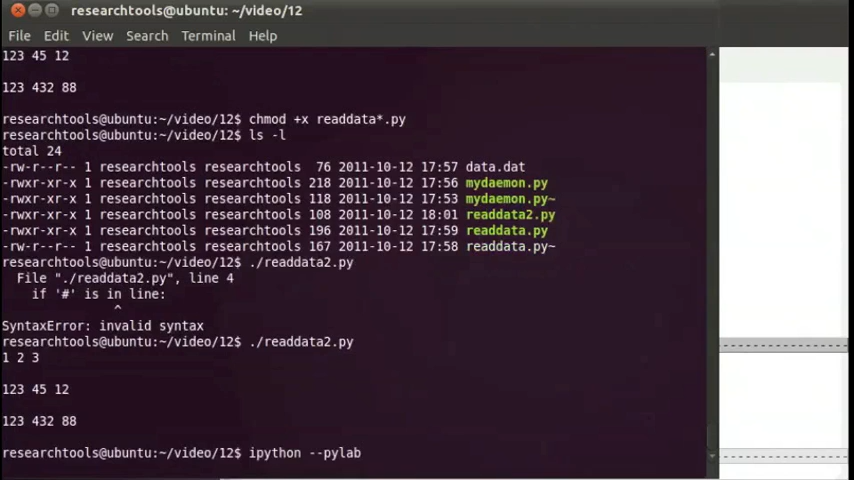 researchtools@ubuntu: ~/video/12
File Edit View Search Terminal Help
123 45 12
123 432 88
researchtools@ubuntu:~/video/12$ chmod +x readdata*.py
researchtools@ubuntu:~/video/12$ ls -l
total 24
-rw-r--r-- 1 researchtools researchtools  76 2011-10-12 17:57 data.dat
-rwxr-xr-x 1 researchtools researchtools 218 2011-10-12 17:56 mydaemon.py
-rwxr-xr-x 1 researchtools researchtools 118 2011-10-12 17:53 mydaemon.py~
-rwxr-xr-x 1 researchtools researchtools 108 2011-10-12 18:01 readdata2.py
-rwxr-xr-x 1 researchtools researchtools 196 2011-10-12 17:59 readdata.py
-rw-r--r-- 1 researchtools researchtools 167 2011-10-12 17:58 readdata.py~
researchtools@ubuntu:~/video/12$ ./readdata2.py
  File "./readdata2.py", line 4
    if '#' is in line:
               ^
SyntaxError: invalid syntax
researchtools@ubuntu:~/video/12$ ./readdata2.py
1 2 3
123 45 12
123 432 88
researchtools@ubuntu:~/video/12$ ipython --pylab